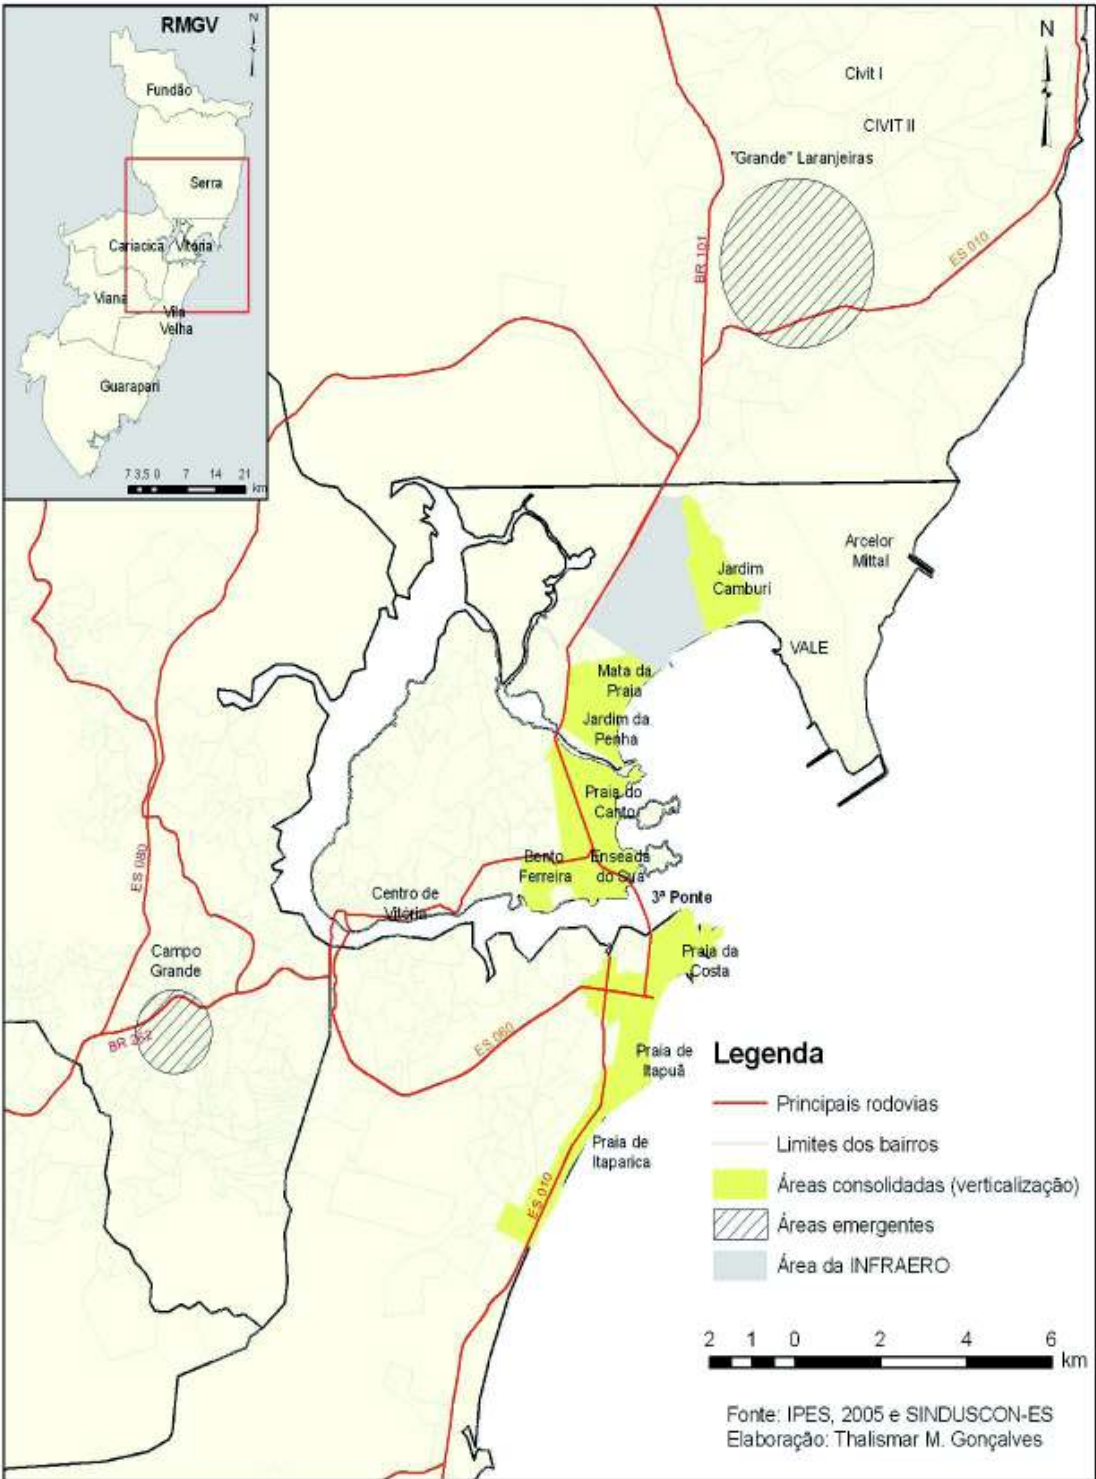 RMGV
N
Fundão
Serra
Cariacica
Vitória
Viana
Vila
Velha
Guarapari
7 3,5 0 7 14 21
km
N
Civit I
CIVIT II
"Grande" Laranjeiras
BR 101
ES 010
Arcelor
Mittal
Jardim
Camburi
VALE
Mata da
Praia
Jardim da
Penha
Praia do
Canto
Bento
Ferreira
Enseada
do Suá
Centro de
Vitória
3ª Ponte
ES 080
Praia da
Costa
Campo
Grande
BR 262
ES 060
Praia de
Itapuã
Praia de
Itaparica
ES 010
Legenda
Principais rodovias
Limites dos bairros
Áreas consolidadas (verticalização)
Áreas emergentes
Área da INFRAERO
2 1 0 2 4 6
km
Fonte: IPES, 2005 e SINDUSCON-ES
Elaboração: Thalismar M. Gonçalves